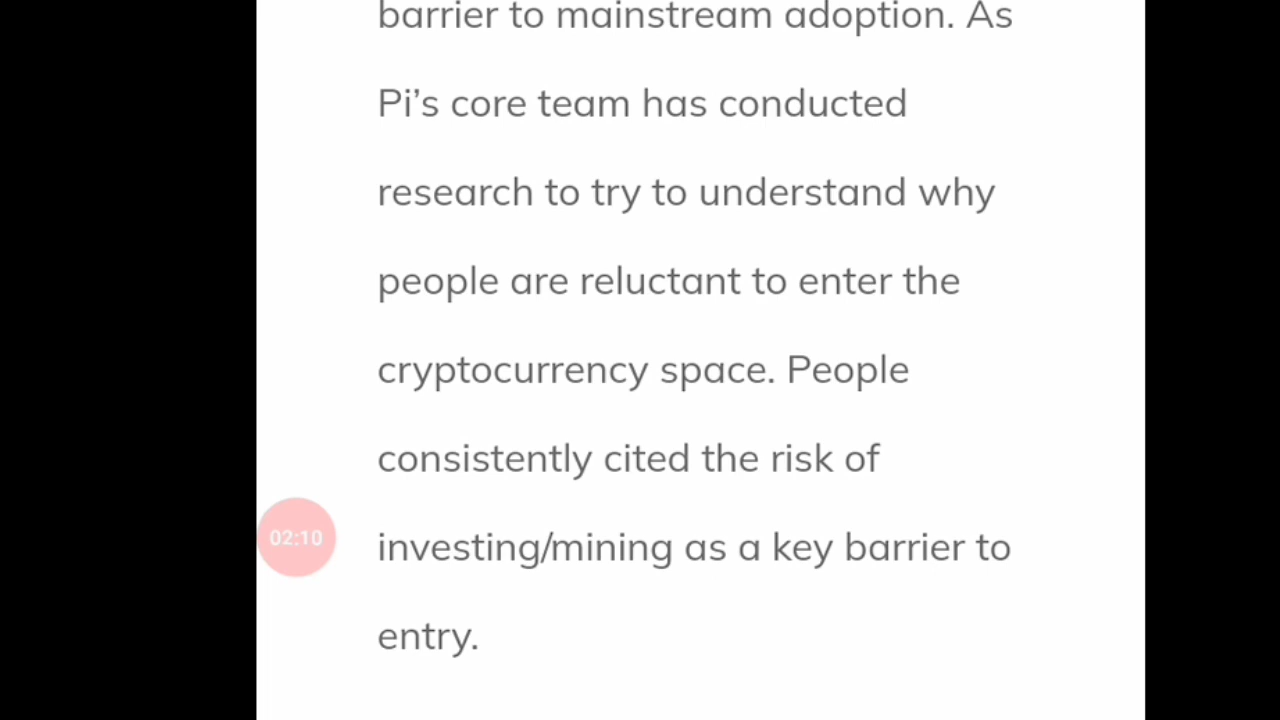 barrier to mainstream adoption. As
Pi’s core team has conducted
research to try to understand why
people are reluctant to enter the
cryptocurrency space. People
consistently cited the risk of
02:10
investing/mining as a key barrier to
entry.